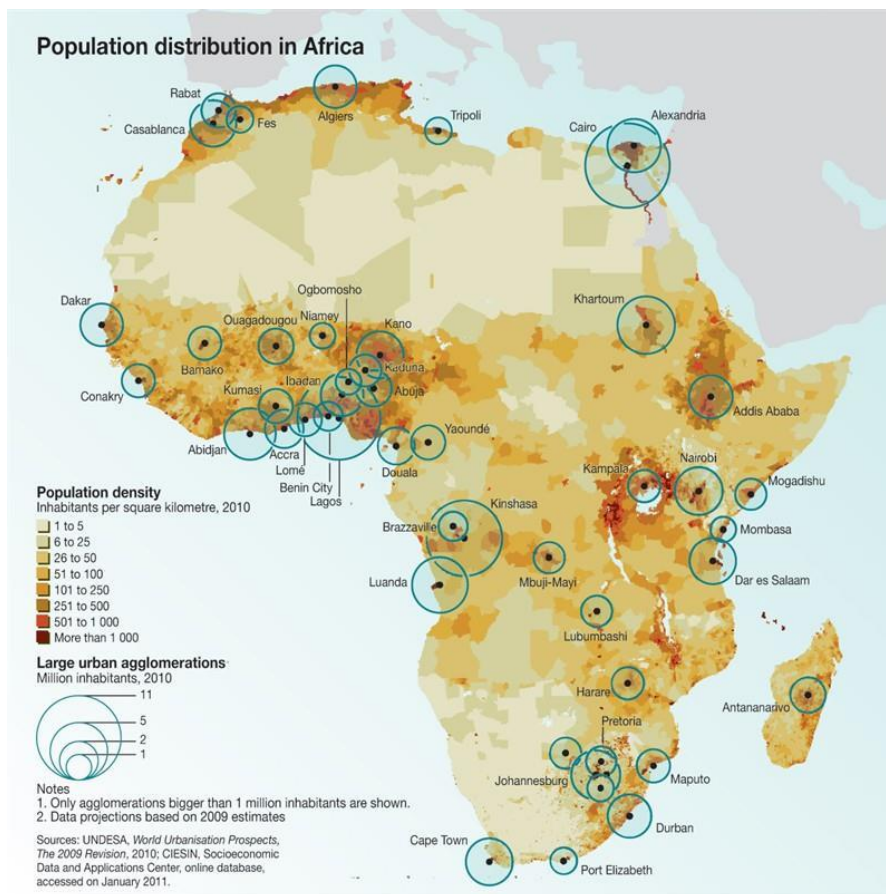 Population distribution in Africa
Rabat
Casablanca
Fes
Algiers
Tripoli
Cairo
Alexandria
Dakar
Ogbomosho
Ouagadougou
Niamey
Kano
Khartoum
Bamako
Kaduna
Conakry
Kumasi
Ibadan
Abuja
Addis Ababa
Abidjan
Accra
Lomé
Benin City
Lagos
Yaoundé
Douala
Kampala
Nairobi
Mogadishu
Population density
Inhabitants per square kilometre, 2010
1 to 5
6 to 25
26 to 50
51 to 100
101 to 250
251 to 500
501 to 1 000
More than 1 000
Kinshasa
Brazzaville
Mombasa
Luanda
Mbuji-Mayi
Dar es Salaam
Lubumbashi
Large urban agglomerations
Million inhabitants, 2010
11
5
2
1
Harare
Antananarivo
Pretoria
Johannesburg
Maputo
Notes
1. Only agglomerations bigger than 1 million inhabitants are shown.
2. Data projections based on 2009 estimates
Durban
Sources: UNDESA, World Urbanisation Prospects,
The 2009 Revision, 2010; CIESIN, Socioeconomic
Data and Applications Center, online database,
accessed on January 2011.
Cape Town
Port Elizabeth